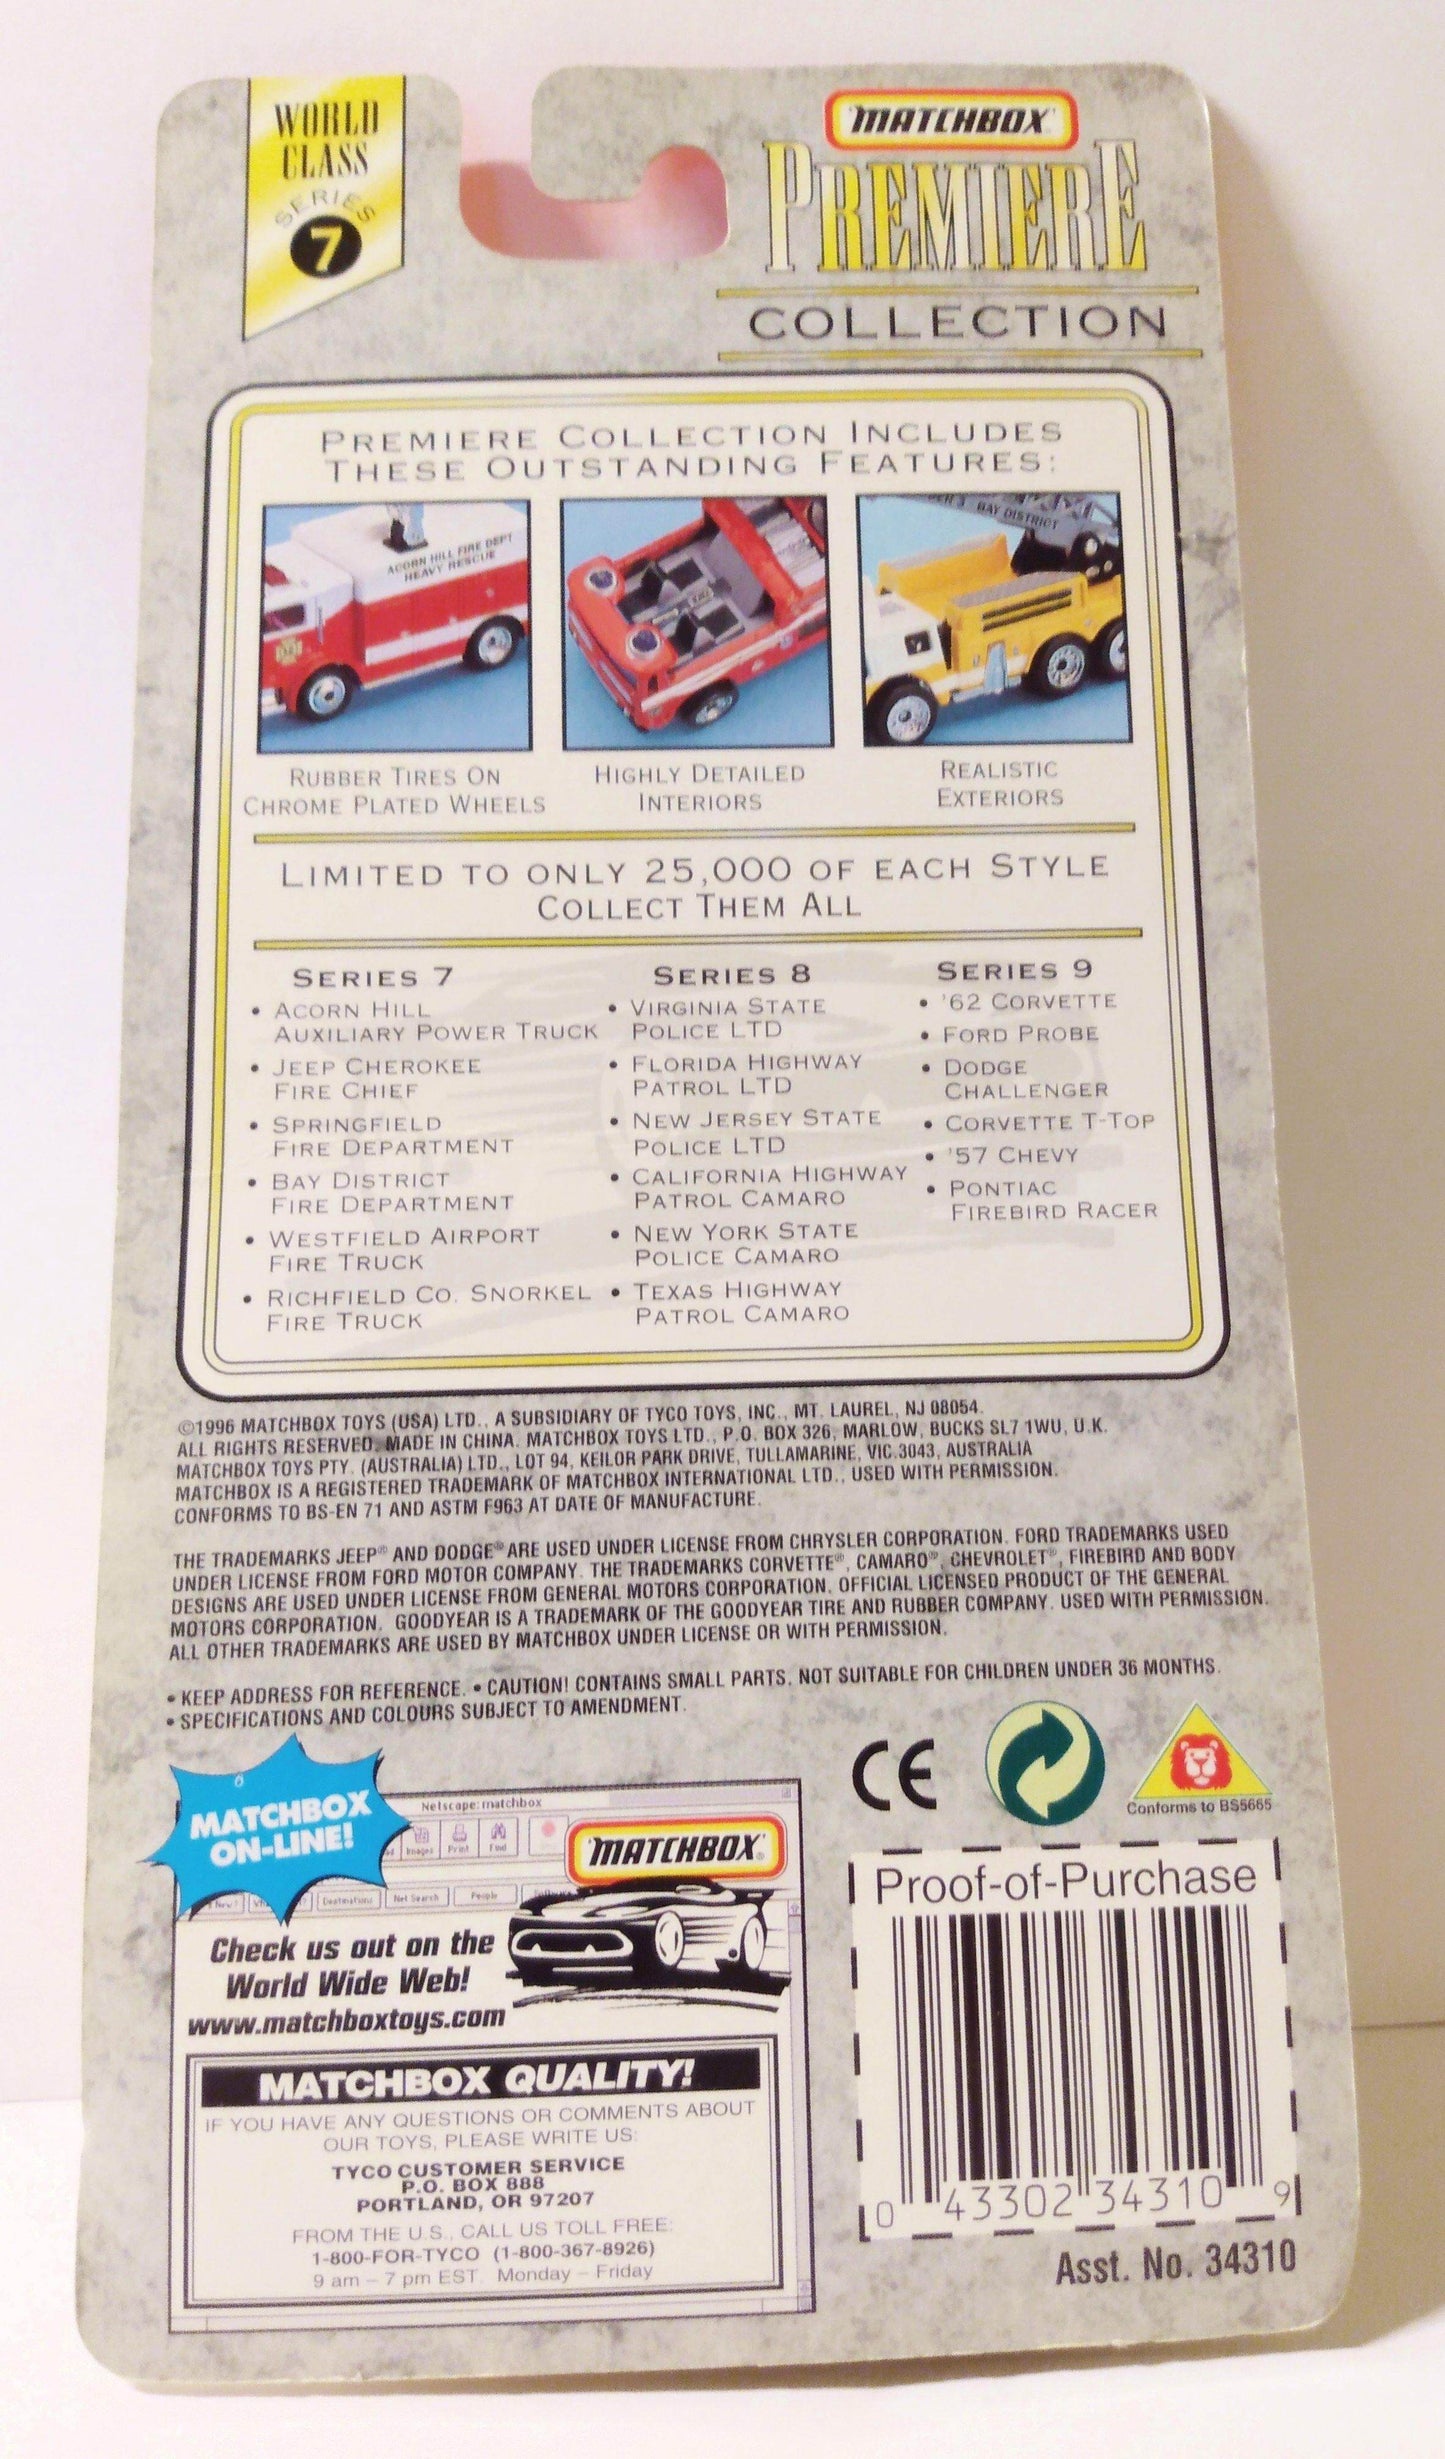 WORLD
CLASS
SERIES
7
MATCHBOX
PREMIERE
COLLECTION
PREMIERE COLLECTION INCLUDES
THESE OUTSTANDING FEATURES:
ACORN HILL FIRE DEPT
HEAVY RESCUE
BAY DISTRICT
RUBBER TIRES ON
CHROME PLATED WHEELS
HIGHLY DETAILED
INTERIORS
REALISTIC
EXTERIORS
LIMITED TO ONLY 25,000 OF EACH STYLE
COLLECT THEM ALL
SERIES 7
• ACORN HILL
AUXILIARY POWER TRUCK
• JEEP CHEROKEE
FIRE CHIEF
• SPRINGFIELD
FIRE DEPARTMENT
• BAY DISTRICT
FIRE DEPARTMENT
• WESTFIELD AIRPORT
FIRE TRUCK
• RICHFIELD CO. SNORKEL
FIRE TRUCK
SERIES 8
• VIRGINIA STATE
POLICE LTD
• FLORIDA HIGHWAY
PATROL LTD
• NEW JERSEY STATE
POLICE LTD
• CALIFORNIA HIGHWAY
PATROL CAMARO
• NEW YORK STATE
POLICE CAMARO
• TEXAS HIGHWAY
PATROL CAMARO
SERIES 9
• '62 CORVETTE
• FORD PROBE
• DODGE
CHALLENGER
• CORVETTE T-TOP
• '57 CHEVY
• PONTIAC
FIREBIRD RACER
©1996 MATCHBOX TOYS (USA) LTD., A SUBSIDIARY OF TYCO TOYS, INC., MT. LAUREL, NJ 08054.
ALL RIGHTS RESERVED. MADE IN CHINA. MATCHBOX TOYS LTD., P.O. BOX 326, MARLOW, BUCKS SL7 1WU, U.K.
MATCHBOX TOYS PTY. (AUSTRALIA) LTD., LOT 94, KEILOR PARK DRIVE, TULLAMARINE, VIC.3043, AUSTRALIA
MATCHBOX IS A REGISTERED TRADEMARK OF MATCHBOX INTERNATIONAL LTD., USED WITH PERMISSION.
CONFORMS TO BS-EN 71 AND ASTM F963 AT DATE OF MANUFACTURE.
THE TRADEMARKS JEEP® AND DODGE® ARE USED UNDER LICENSE FROM CHRYSLER CORPORATION. FORD TRADEMARKS USED
UNDER LICENSE FROM FORD MOTOR COMPANY. THE TRADEMARKS CORVETTE®, CAMARO®, CHEVROLET®, FIREBIRD AND BODY
DESIGNS ARE USED UNDER LICENSE FROM GENERAL MOTORS CORPORATION. OFFICIAL LICENSED PRODUCT OF THE GENERAL
MOTORS CORPORATION. GOODYEAR IS A TRADEMARK OF THE GOODYEAR TIRE AND RUBBER COMPANY. USED WITH PERMISSION.
ALL OTHER TRADEMARKS ARE USED BY MATCHBOX UNDER LICENSE OR WITH PERMISSION.
• KEEP ADDRESS FOR REFERENCE. • CAUTION! CONTAINS SMALL PARTS. NOT SUITABLE FOR CHILDREN UNDER 36 MONTHS.
• SPECIFICATIONS AND COLOURS SUBJECT TO AMENDMENT.
CE
Conforms to BS5665
MATCHBOX
ON-LINE!
Netscape: matchbox
Images Print Find
Destinations Net Search People
MATCHBOX®
Check us out on the
World Wide Web!
www.matchboxtoys.com
MATCHBOX QUALITY!
IF YOU HAVE ANY QUESTIONS OR COMMENTS ABOUT
OUR TOYS, PLEASE WRITE US:
TYCO CUSTOMER SERVICE
P.O. BOX 888
PORTLAND, OR 97207
FROM THE U.S., CALL US TOLL FREE:
1-800-FOR-TYCO (1-800-367-8926)
9 am – 7 pm EST. Monday – Friday
Proof-of-Purchase
0 43302 34310 9
Asst. No. 34310